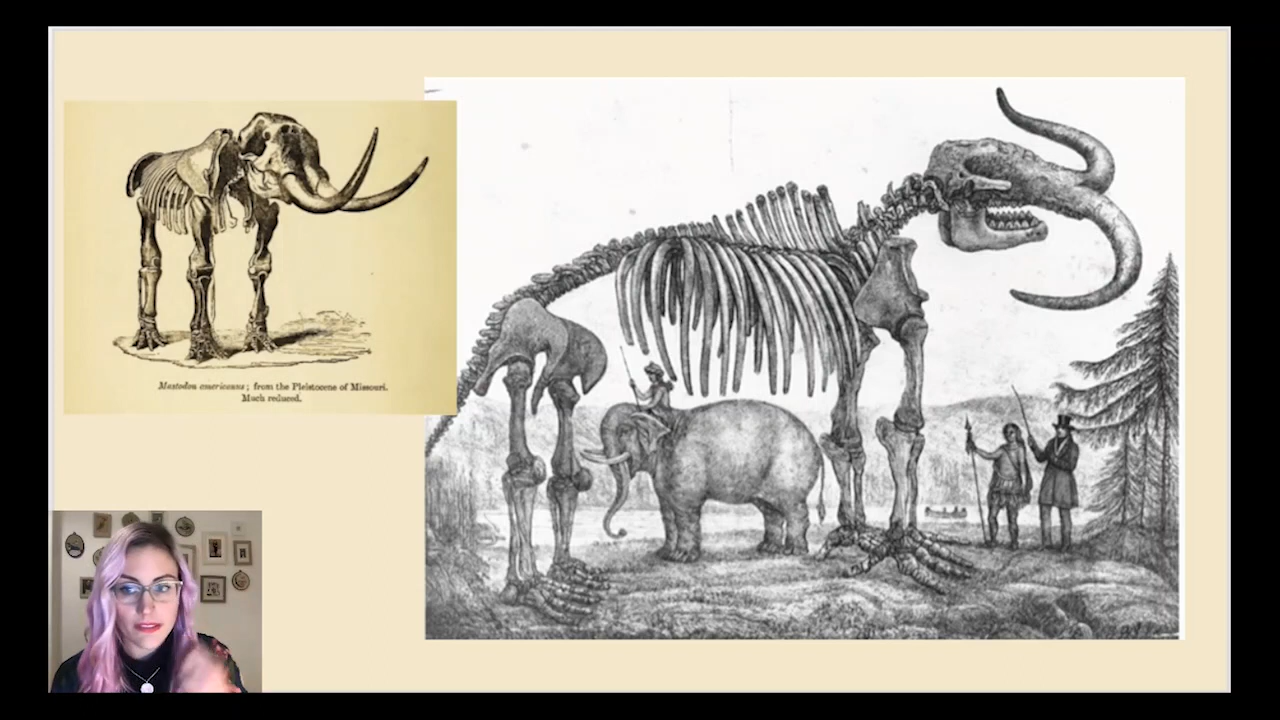 Mastodon americanus; from the Pleistocene of Missouri.
Much reduced.